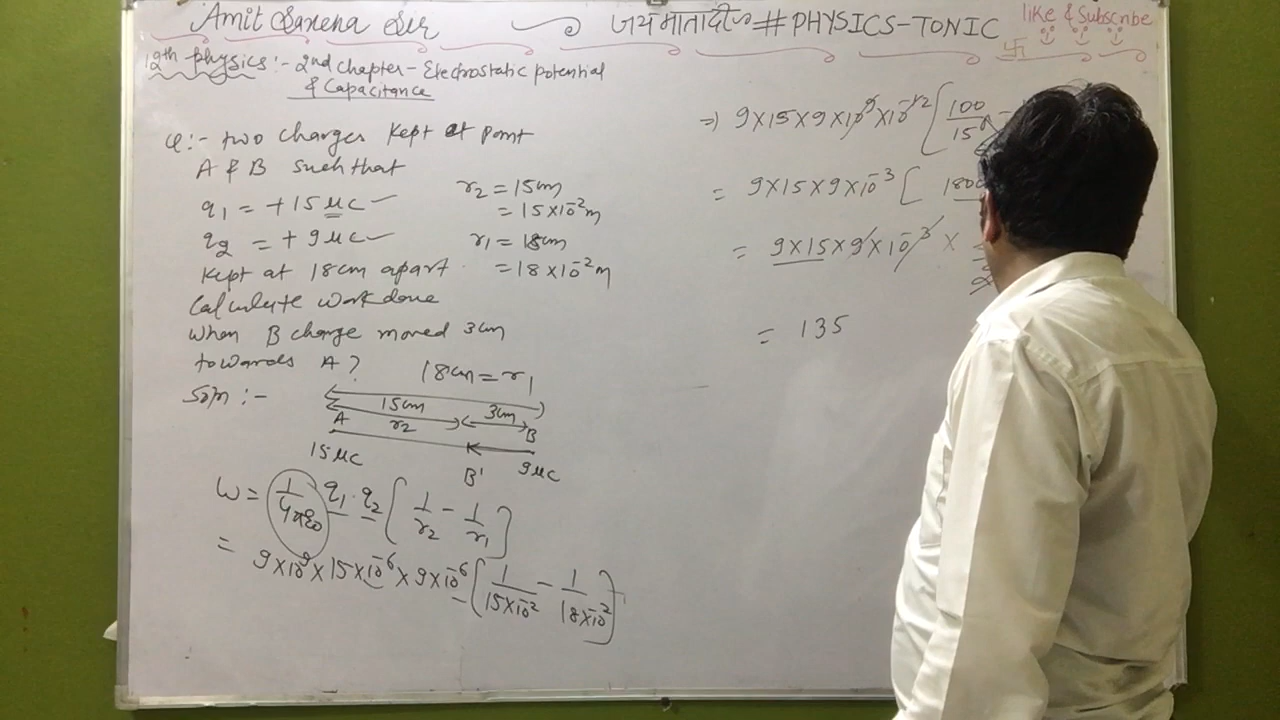 Amit Saxena Sir जय माता दी # PHYSICS-TONIC like & Subscribe
卐
12th physics :- 2nd chapter - Electrostatic potential
& Capacitance
Q:- two charges kept at point
A & B such that
q1 = +15 μc
q2 = +9 μc
kept at 18cm apart.
Calculate work done
when B charge moved 3cm
towards A?
r2 = 15cm
= 15×10⁻² m
r1 = 18cm
= 18×10⁻² m
Soln :-
18cm = r1
15cm 3cm
A r2 B
15μc B' 9μc
W = 1/4πε0 q1·q2 [1/r2 - 1/r1]
= 9×10⁹×15×10⁻⁶×9×10⁻⁶ [1/15×10⁻² - 1/18×10⁻²]
⇒ 9×15×9×10⁹×10⁻¹² [100/15 -
= 9×15×9×10⁻³ [
= 9×15×9×10⁻³ ×
= 135